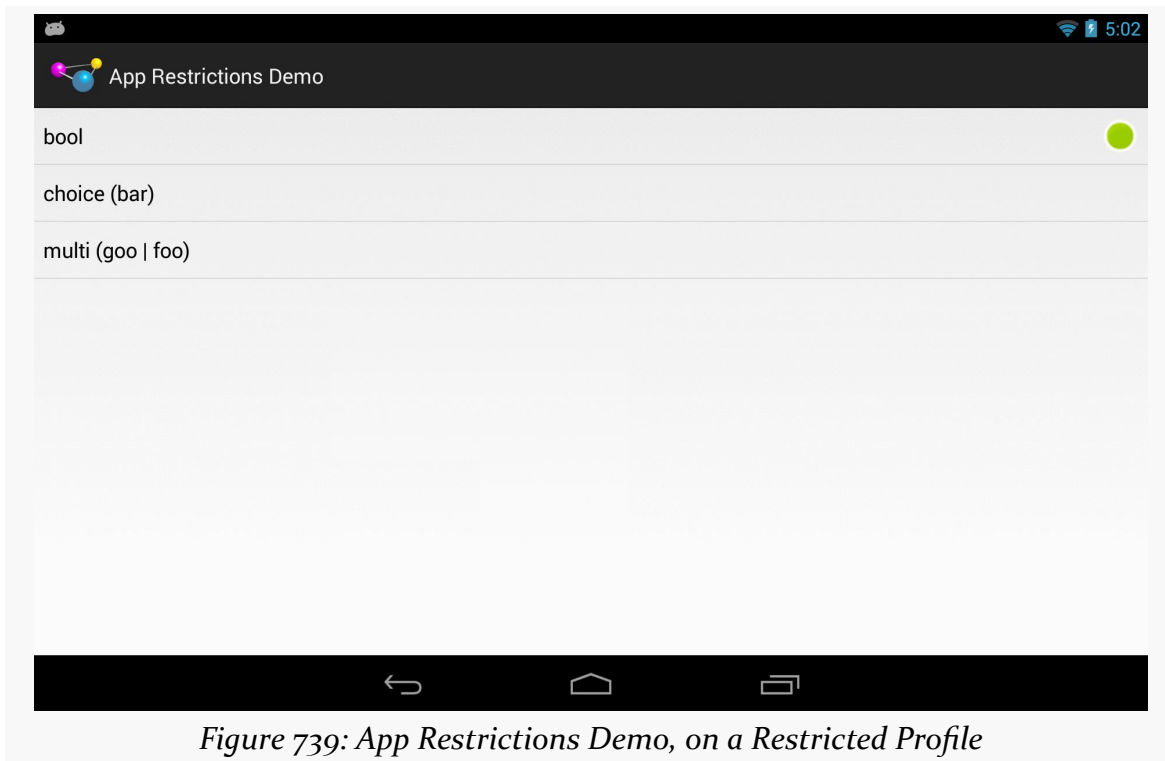 5:02
App Restrictions Demo
bool
choice (bar)
multi (goo | foo)
Figure 739: App Restrictions Demo, on a Restricted Profile